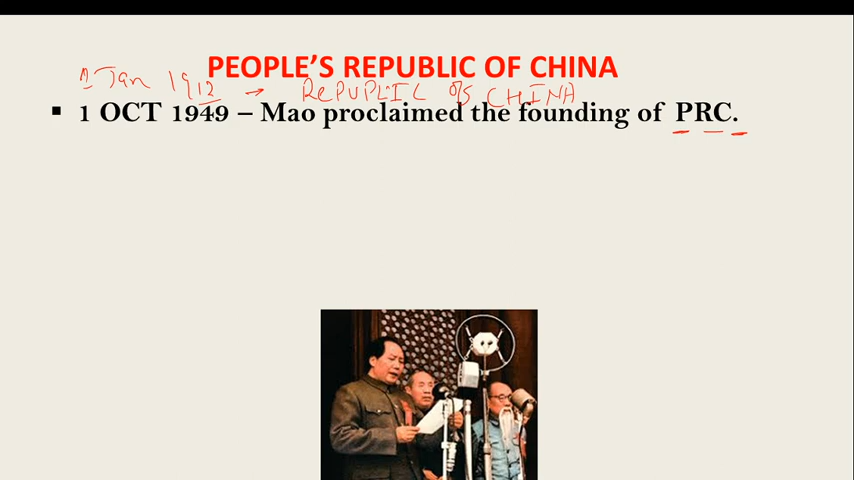 PEOPLE'S REPUBLIC OF CHINA
1 Jan 1912 → REPUPLIC of CHINA
▪ 1 OCT 1949 – Mao proclaimed the founding of PRC.